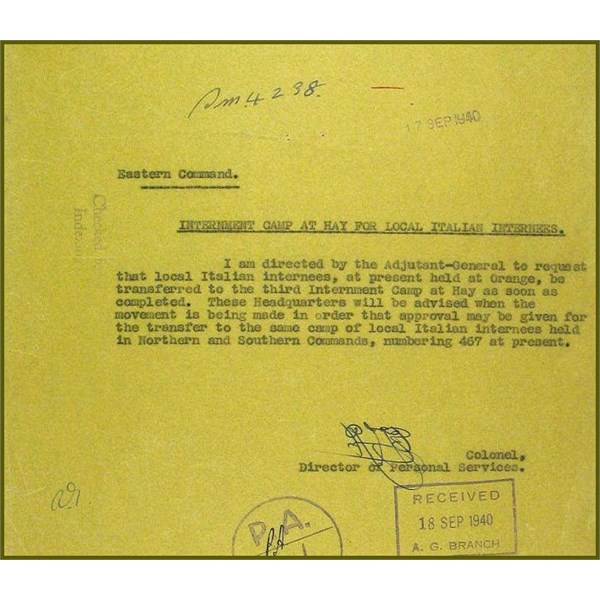 4298.
17 SEP 1940
Eastern Command.
Checked for
INTERNMENT CAMP AT HAY FOR LOCAL ITALIAN INTERNEES.
I am directed by the Adjutant-General to request
that local Italian internees, at present held at Orange, be
transferred to the third Internment Camp at Hay as soon as
completed. These Headquarters will be advised when the
movement is being made in order that approval may be given for
the transfer to the same camp of local Italian internees held
in Northern and Southern Commands, numbering 467 at present.
Colonel,
Director of Personal Services.
RECEIVED
18 SEP 1940
A. G. BRANCH
P.A.